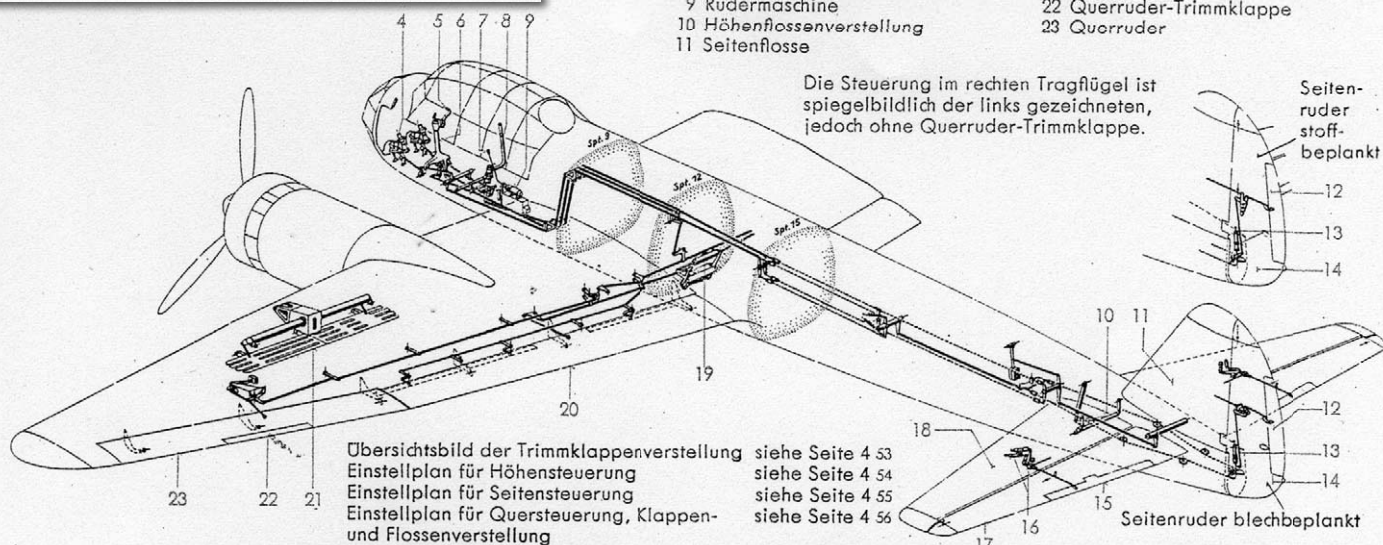 9 Rudermaschine
10 Höhenflossenverstellung
11 Seitenflosse
22 Querruder-Trimmklappe
23 Querruder
Die Steuerung im rechten Tragflügel ist
spiegelbildlich der links gezeichneten,
jedoch ohne Querruder-Trimmklappe.
Seiten-
ruder
stoff-
beplankt
4 5 6 7 8 9
Spt. 9
Spt. 12
Spt. 15
12
13
14
10 11
12
13
14
15
16
17
18
19
20
21
22
23
Übersichtsbild der Trimmklappenverstellung siehe Seite 4 53
Einstellplan für Höhensteuerung siehe Seite 4 54
Einstellplan für Seitensteuerung siehe Seite 4 55
Einstellplan für Quersteuerung, Klappen- siehe Seite 4 56
und Flossenverstellung
Seitenruder blechbeplankt